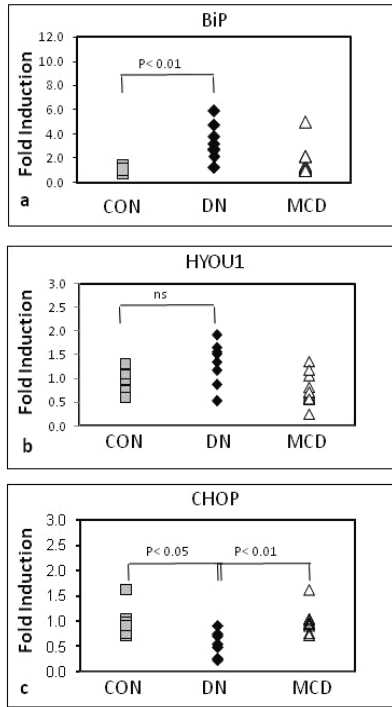 BiP
12.0
10.0
8.0
6.0
4.0
2.0
0.0
Fold Induction
P< 0.01
a
CON DN MCD
HYOU1
3.0
2.5
2.0
1.5
1.0
0.5
0.0
Fold Induction
ns
b
CON DN MCD
CHOP
3.0
2.5
2.0
1.5
1.0
0.5
0.0
Fold Induction
P< 0.05 P< 0.01
c
CON DN MCD